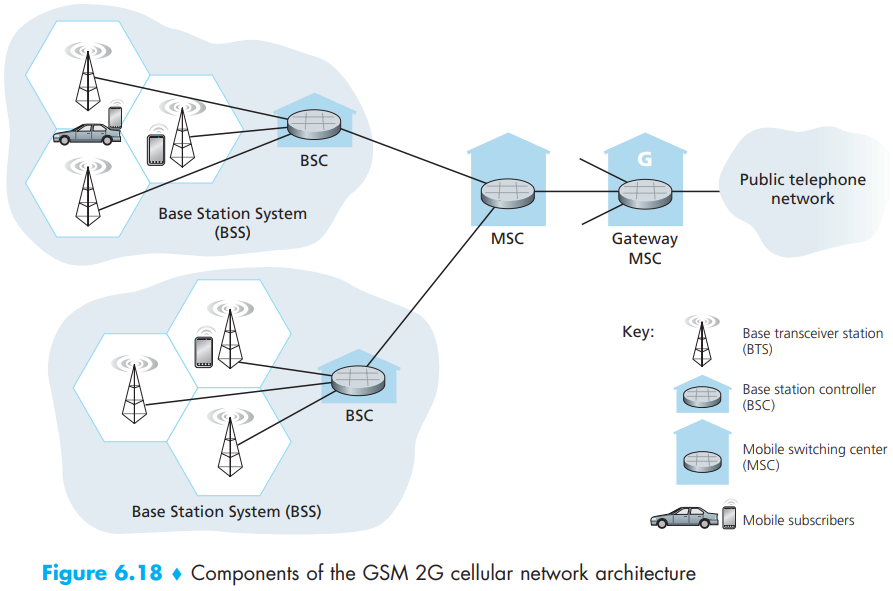 BSC
Base Station System
(BSS)
G
Public telephone
network
MSC
Gateway
MSC
Key:
Base transceiver station
(BTS)
Base station controller
(BSC)
Mobile switching center
(MSC)
Mobile subscribers
BSC
Base Station System (BSS)
Figure 6.18 ♦ Components of the GSM 2G cellular network architecture